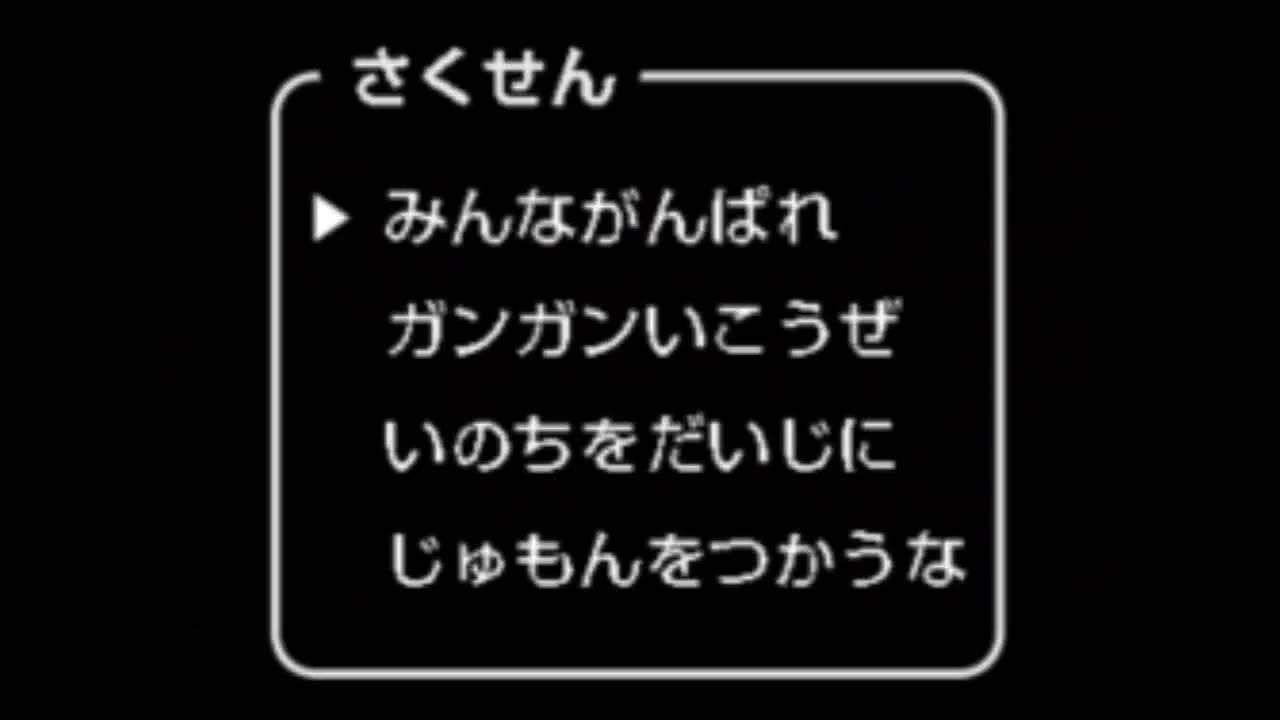 さくせん
▶ みんながんばれ
ガンガンいこうぜ
いのちをだいじに
じゅもんをつかうな